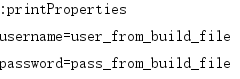 :printProperties
username=user_from_build_file
password=pass_from_build_file